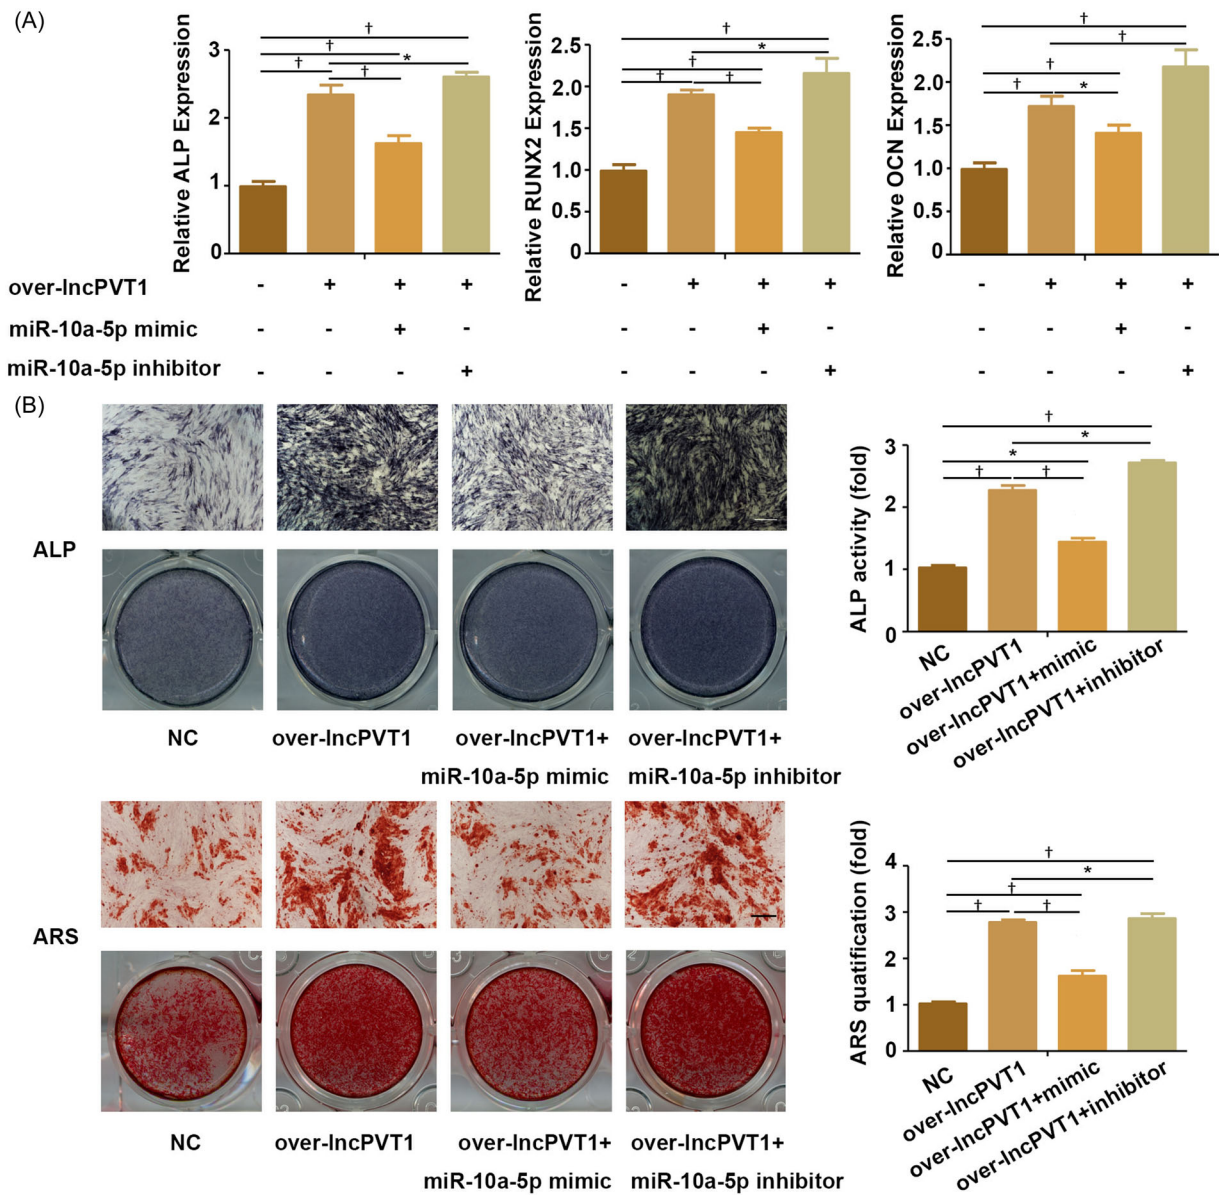 (A)
Relative ALP Expression
3
2
1
0
† † * † †
Relative RUNX2 Expression
2.5
2.0
1.5
1.0
0.5
0.0
† * † † †
Relative OCN Expression
2.5
2.0
1.5
1.0
0.5
0.0
† † † † *
over-lncPVT1 - + + + - + + + - + + +
miR-10a-5p mimic - - + - - - + - - - + -
miR-10a-5p inhibitor - - - + - - - + - - - +
(B)
ALP
NC over-lncPVT1 over-lncPVT1+ over-lncPVT1+
miR-10a-5p mimic miR-10a-5p inhibitor
ALP activity (fold)
3
2
1
0
† * * † †
NC
over-lncPVT1
over-lncPVT1+mimic
over-lncPVT1+inhibitor
ARS
NC over-lncPVT1 over-lncPVT1+ over-lncPVT1+
miR-10a-5p mimic miR-10a-5p inhibitor
ARS quatification (fold)
4
3
2
1
0
† * † † †
NC
over-lncPVT1
over-lncPVT1+mimic
over-lncPVT1+inhibitor